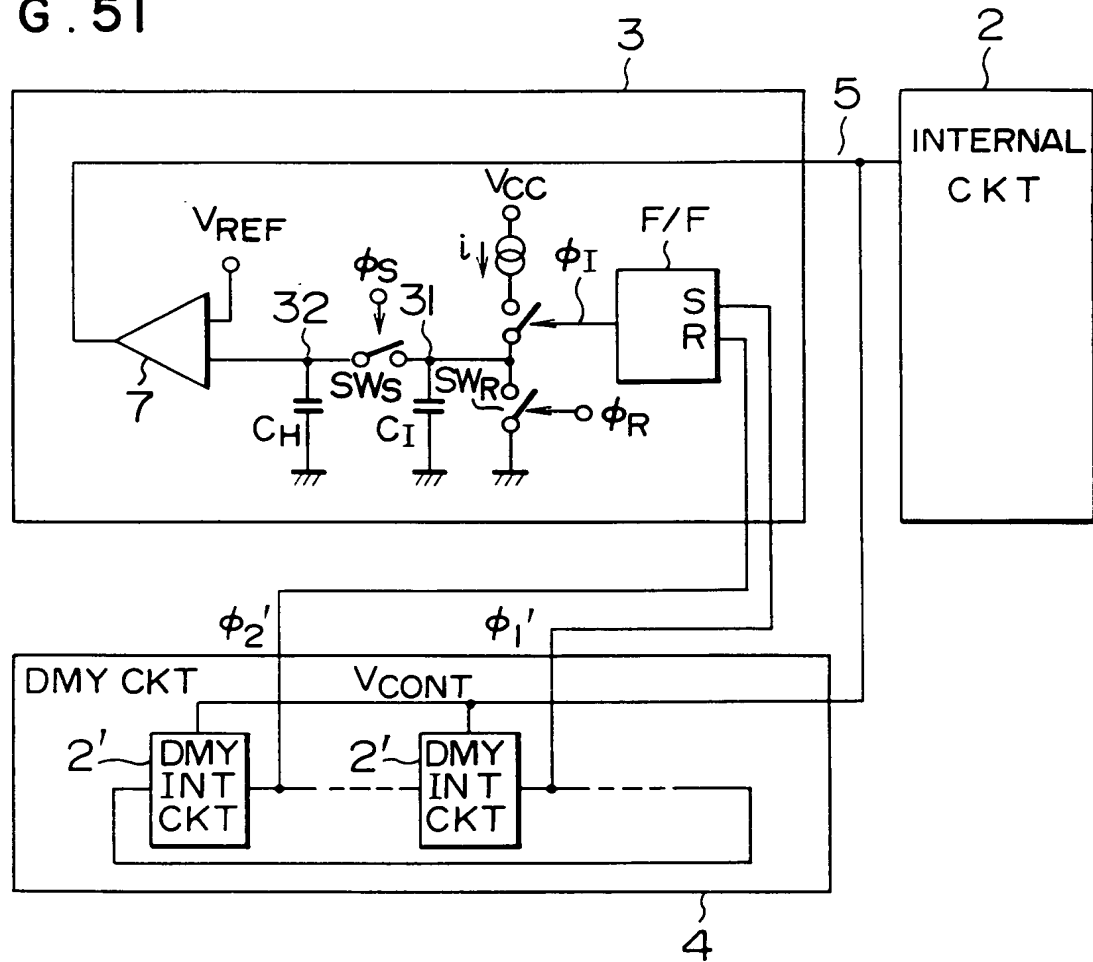 G. 51
3
2
5
INTERNAL
CKT
VCC
VREF
F/F
i
φS
φI
32
31
S
R
7
SWS
SWR
φR
CH
CI
φ2'
φ1'
DMY CKT
VCONT
2'
DMY
INT
CKT
2'
DMY
INT
CKT
4